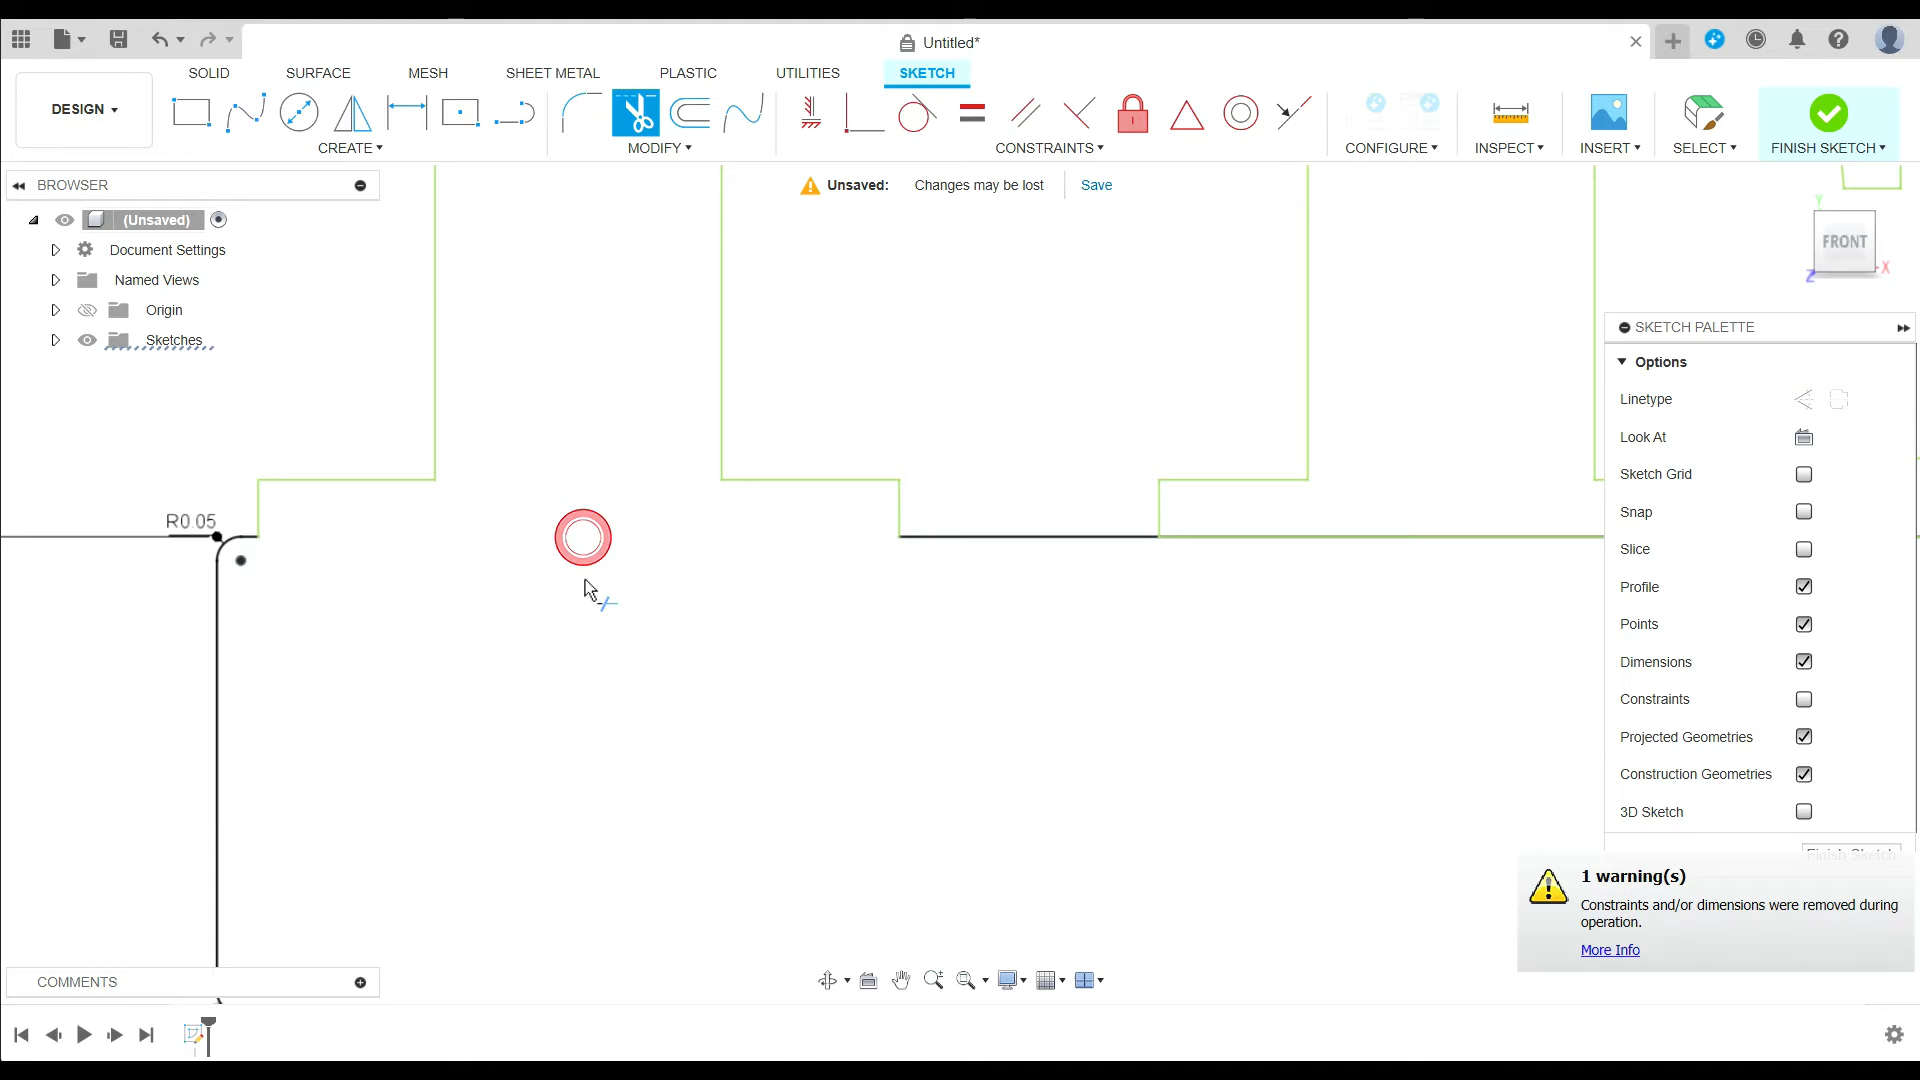 Untitled*
SOLID SURFACE MESH SHEET METAL PLASTIC UTILITIES SKETCH
DESIGN
CREATE MODIFY CONSTRAINTS CONFIGURE INSPECT INSERT SELECT FINISH SKETCH
BROWSER
Unsaved: Changes may be lost Save
(Unsaved)
Document Settings
Named Views
Origin
Sketches
Y
FRONT
X
Z
R0.05
SKETCH PALETTE
Options
Linetype
Look At
Sketch Grid
Snap
Slice
Profile
Points
Dimensions
Constraints
Projected Geometries
Construction Geometries
3D Sketch
Finish Sketch
1 warning(s)
Constraints and/or dimensions were removed during
operation.
More Info
COMMENTS